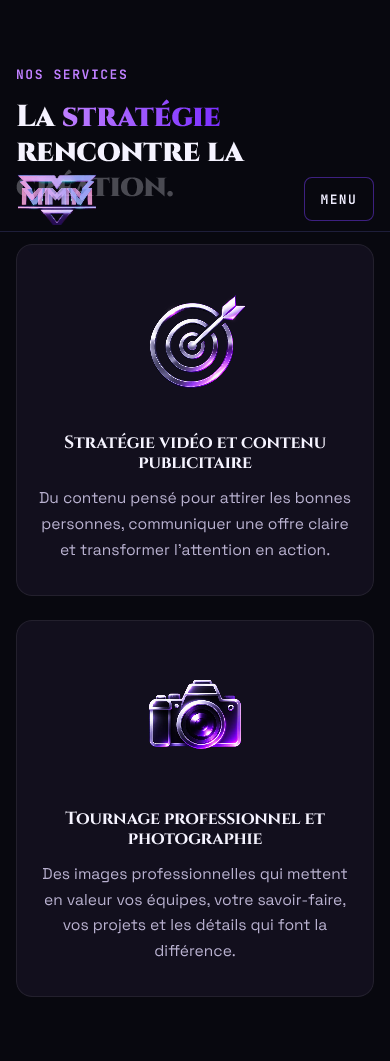 NOS SERVICES
La stratégie
rencontre la
création.
MMM
MENU
Stratégie vidéo et contenu
publicitaire
Du contenu pensé pour attirer les bonnes
personnes, communiquer une offre claire
et transformer l'attention en action.
Tournage professionnel et
photographie
Des images professionnelles qui mettent
en valeur vos équipes, votre savoir-faire,
vos projets et les détails qui font la
différence.